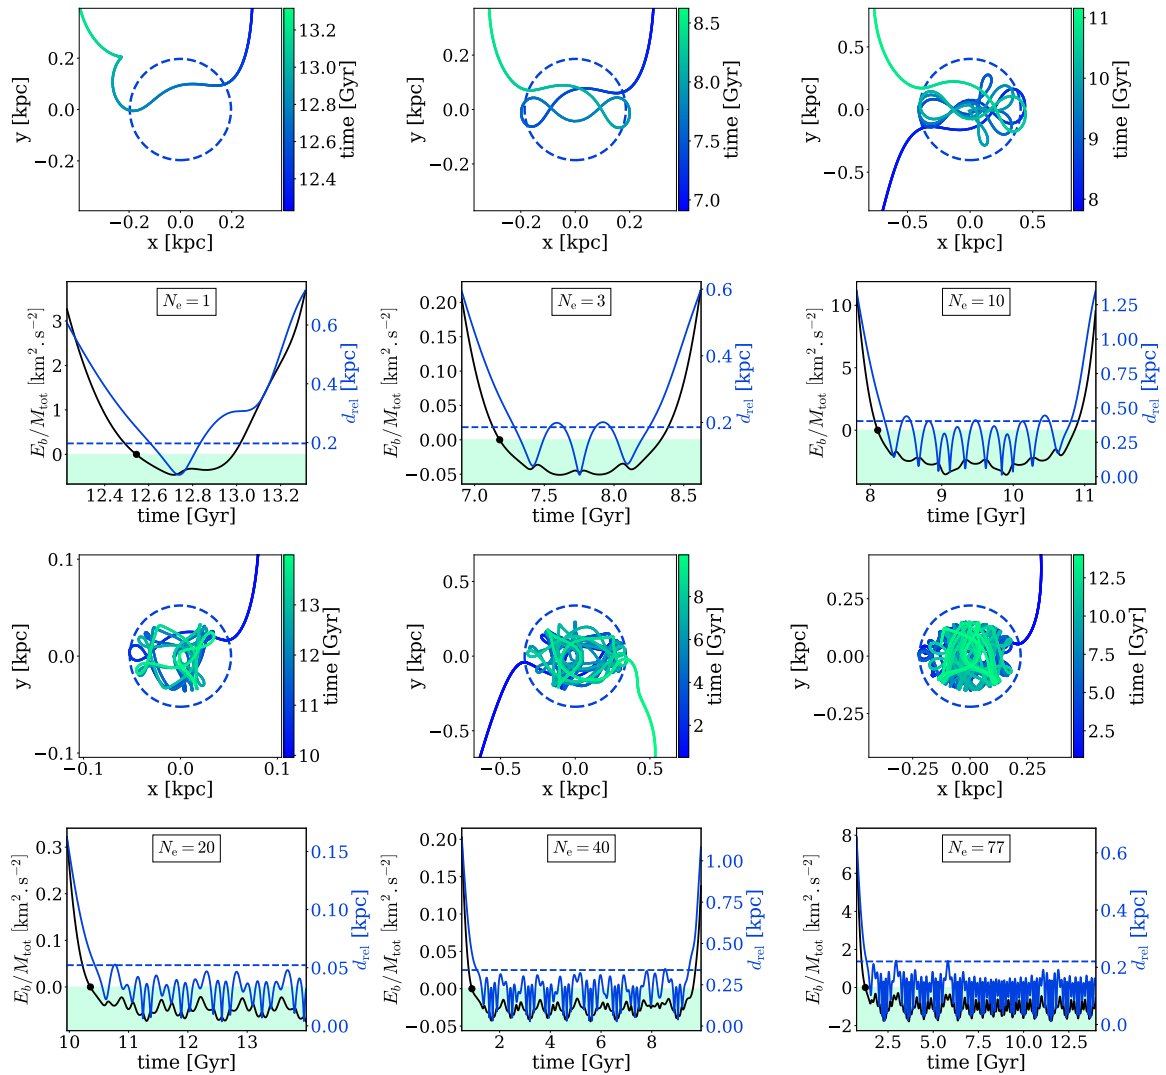 y [kpc]
0.2
0.0
−0.2
−0.2 0.0 0.2
x [kpc]
13.2
13.0
12.8
12.6
12.4
time [Gyr]
y [kpc]
0.2
0.0
−0.2
−0.2 0.0 0.2
x [kpc]
8.5
8.0
7.5
7.0
time [Gyr]
y [kpc]
0.5
0.0
−0.5
−0.5 0.0 0.5
x [kpc]
11
10
9
8
time [Gyr]
N_e = 1
E_b/M_tot [km². s⁻²]
3
2
1
0
12.4 12.6 12.8 13.0 13.2
time [Gyr]
0.6
0.4
0.2
d_rel [kpc]
N_e = 3
E_b/M_tot [km². s⁻²]
0.20
0.15
0.10
0.05
0.00
−0.05
7.0 7.5 8.0 8.5
time [Gyr]
0.6
0.4
0.2
0.0
d_rel [kpc]
N_e = 10
E_b/M_tot [km². s⁻²]
10
5
0
8 9 10 11
time [Gyr]
1.25
1.00
0.75
0.50
0.25
0.00
d_rel [kpc]
y [kpc]
0.1
0.0
−0.1
−0.1 0.0 0.1
x [kpc]
13
12
11
10
time [Gyr]
y [kpc]
0.5
0.0
−0.5
−0.5 0.0 0.5
x [kpc]
8
6
4
2
time [Gyr]
y [kpc]
0.25
0.00
−0.25
−0.25 0.00 0.25
x [kpc]
12.5
10.0
7.5
5.0
2.5
time [Gyr]
N_e = 20
E_b/M_tot [km². s⁻²]
0.3
0.2
0.1
0.0
10 11 12 13
time [Gyr]
0.15
0.10
0.05
0.00
d_rel [kpc]
N_e = 40
E_b/M_tot [km². s⁻²]
0.20
0.15
0.10
0.05
0.00
−0.05
2 4 6 8
time [Gyr]
1.00
0.75
0.50
0.25
0.00
d_rel [kpc]
N_e = 77
E_b/M_tot [km². s⁻²]
8
6
4
2
0
−2
2.5 5.0 7.5 10.0 12.5
time [Gyr]
0.6
0.4
0.2
0.0
d_rel [kpc]